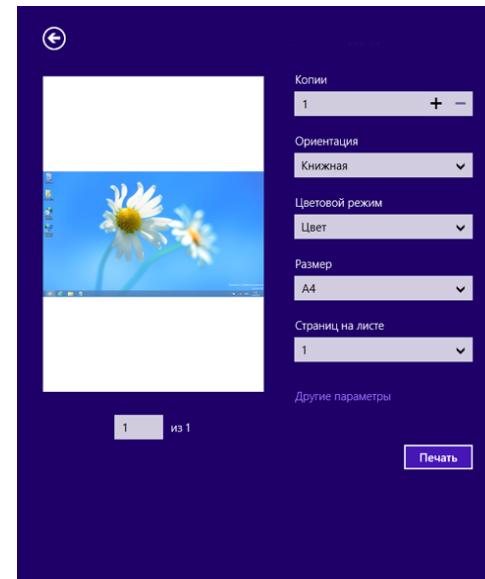 Копии
1
Ориентация
Книжная
Цветовой режим
Цвет
Размер
A4
Страниц на листе
1
Другие параметры
1 из 1
Печать